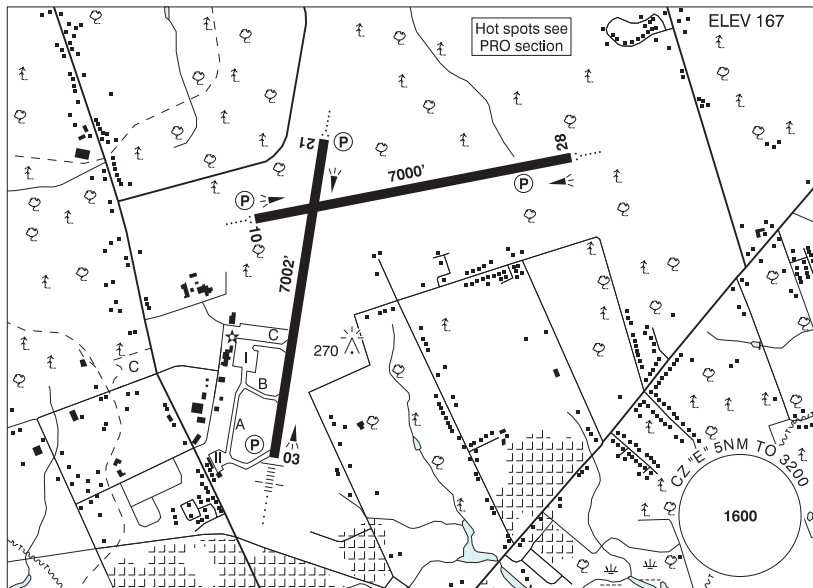 Hot spots see
PRO section
ELEV 167
21
P
28
7000'
P
P
10
7002'
C
270
I
C
B
A
P
II
03
CZ "E" 5NM TO 3200
1600